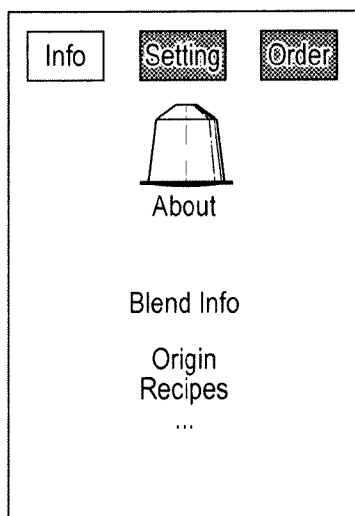 Info Setting Order
About
Blend Info
Origin
Recipes
...